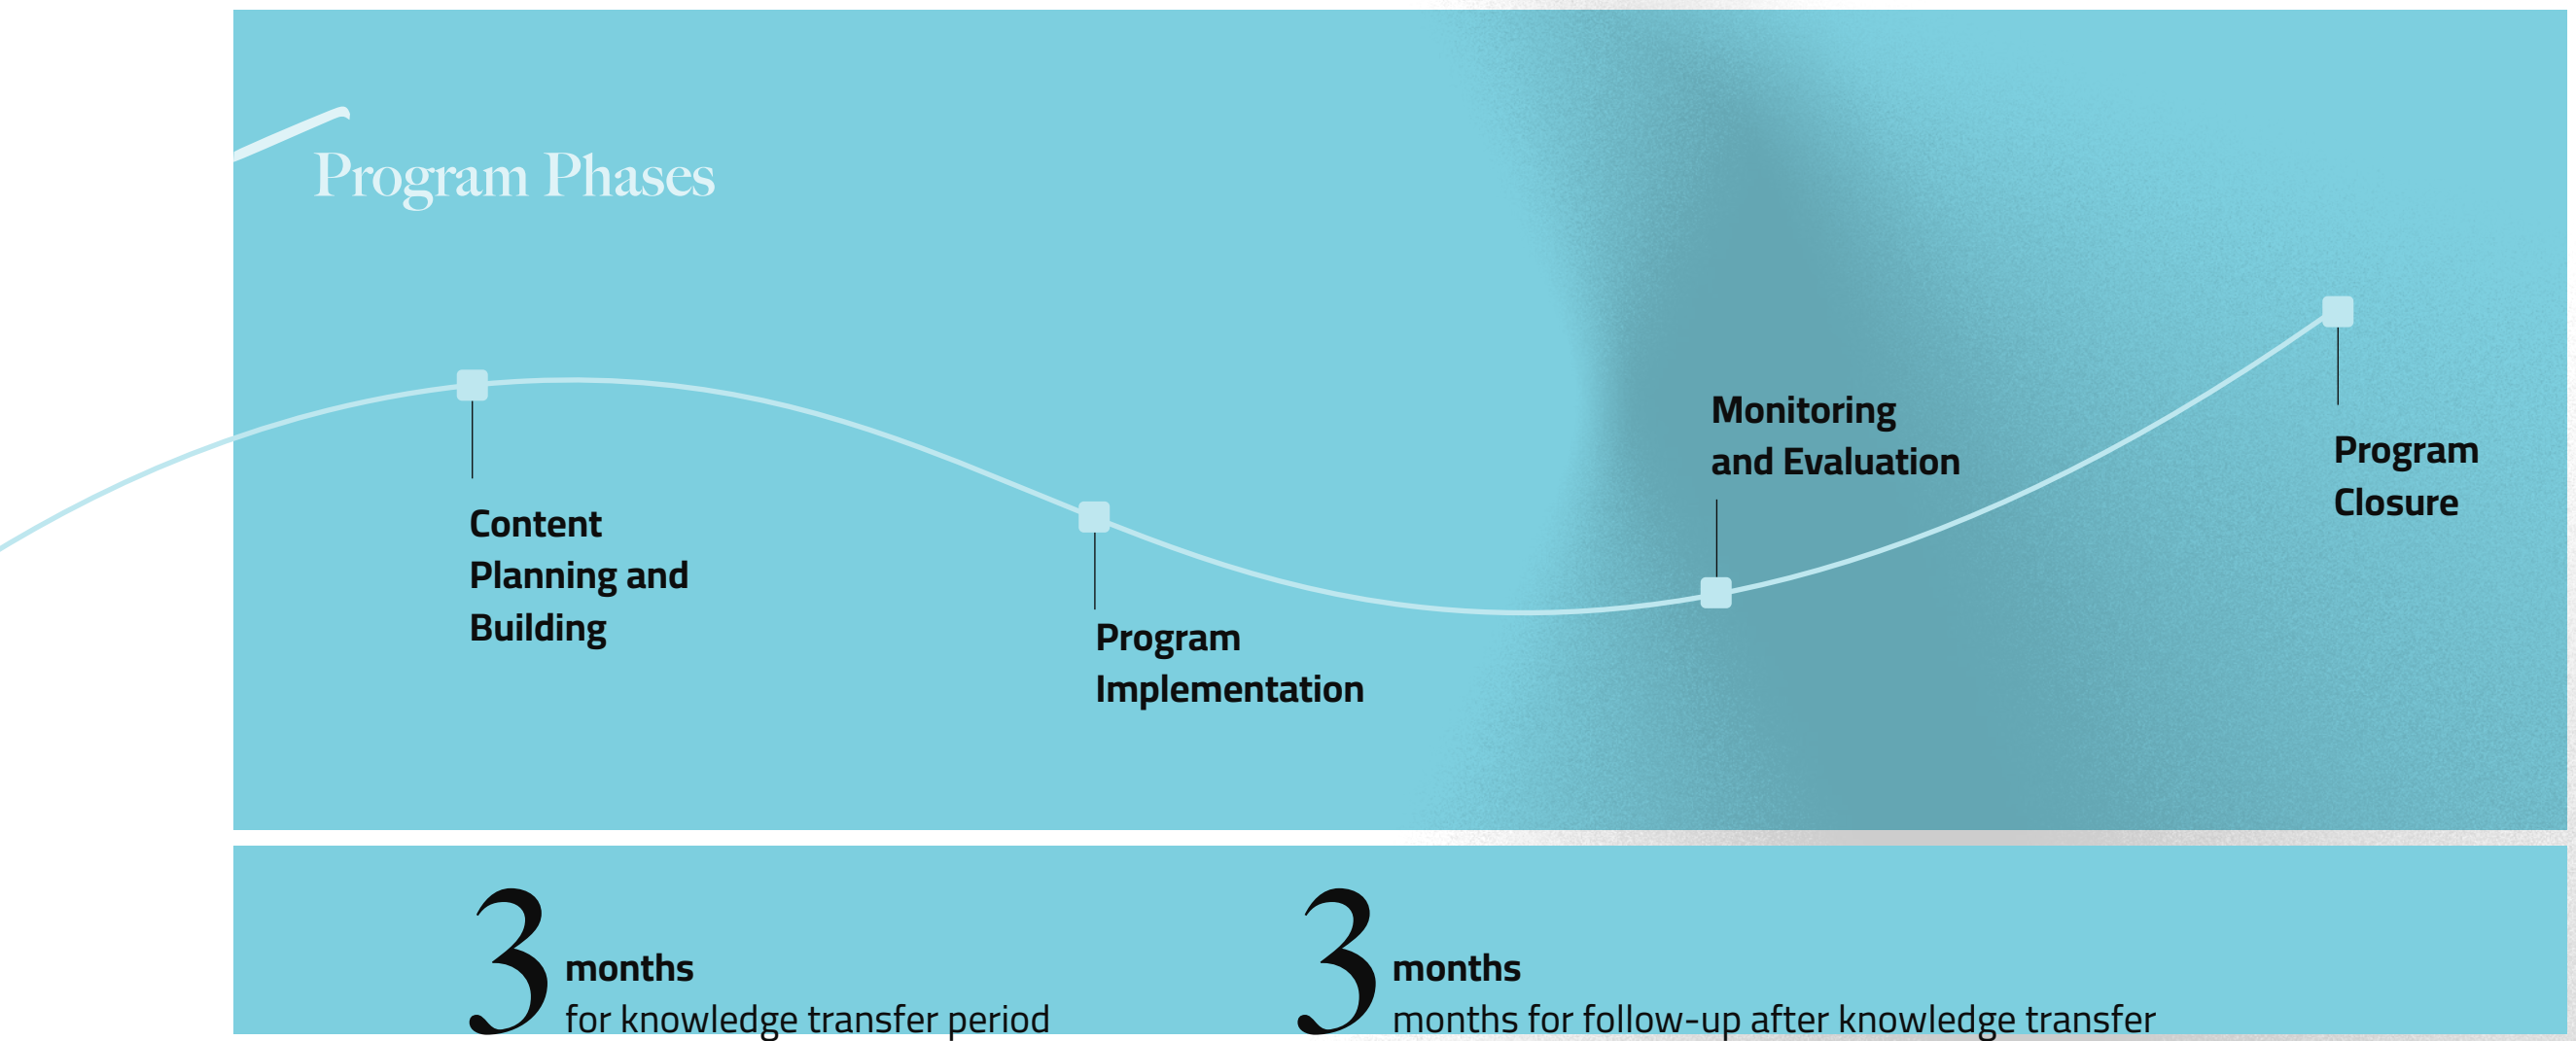 Program Phases
Content
Planning and
Building
Program
Implementation
Monitoring
and Evaluation
Program
Closure
3 months
for knowledge transfer period
3 months
months for follow-up after knowledge transfer